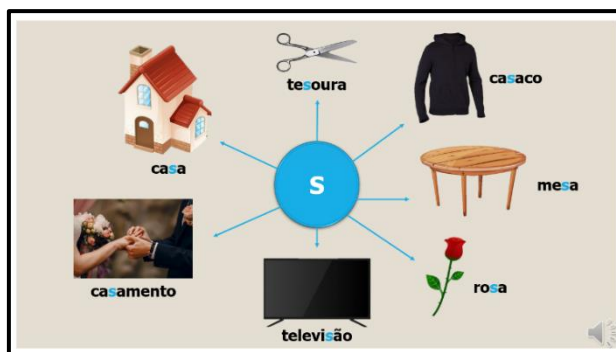 tesoura
casaco
casa
S
mesa
casamento
rosa
televisão